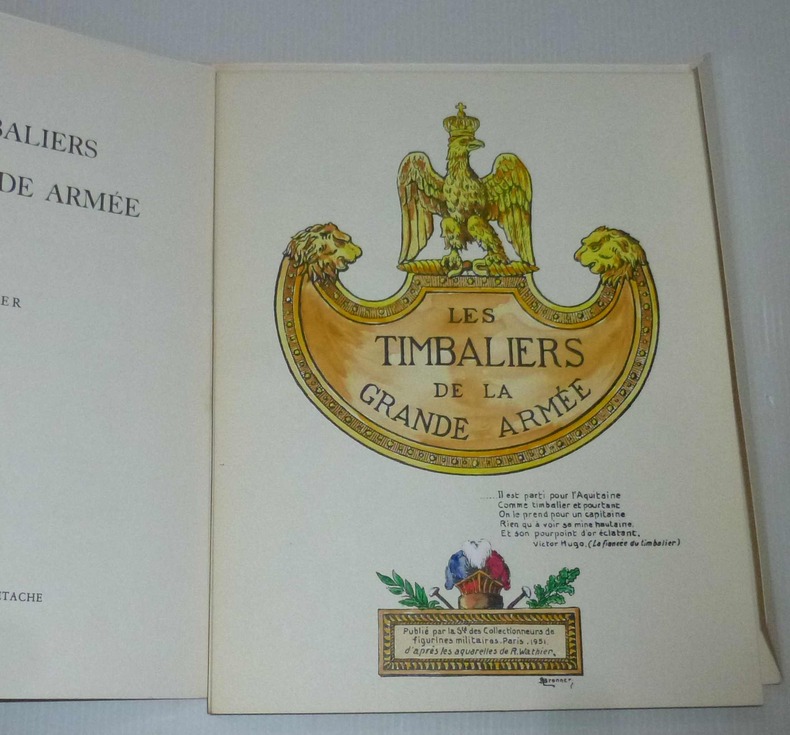 BALIERS
DE ARMÉE
ER
TACHE
LES
TIMBALIERS
DE LA
GRANDE ARMÉE
......Il est parti pour l'Aquitaine
Comme timbalier et pourtant
On le prend pour un capitaine
Rien qu'à voir sa mine hautaine.
Et son pourpoint d'or éclatant.
Victor Hugo. (La fiancée du timbalier)
Publié par la Sté des Collectionneurs de
figurines militaires. Paris. 1951.
d'après les aquarelles de R. Wathier.